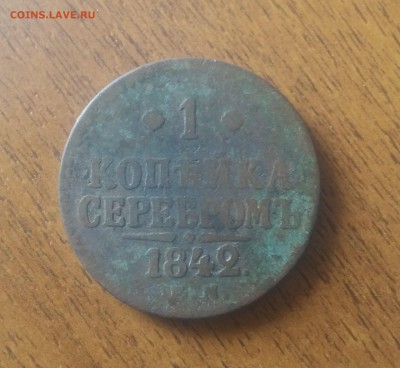 COINS.LAVE.RU
• 1 •
КОПѢЙКА
СЕРЕБРОМЪ
1842.